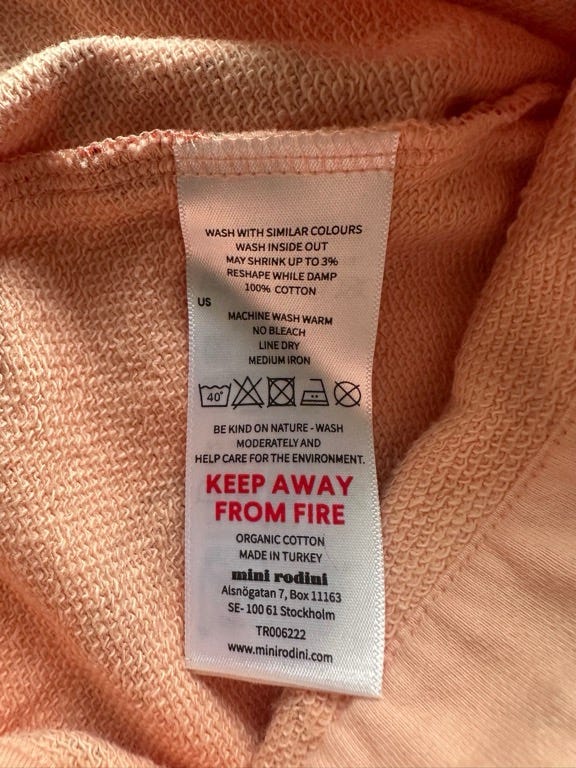 WASH WITH SIMILAR COLOURS
WASH INSIDE OUT
MAY SHRINK UP TO 3%
RESHAPE WHILE DAMP
100% COTTON
US
MACHINE WASH WARM
NO BLEACH
LINE DRY
MEDIUM IRON
40°
BE KIND ON NATURE - WASH
MODERATELY AND
HELP CARE FOR THE ENVIRONMENT.
KEEP AWAY
FROM FIRE
ORGANIC COTTON
MADE IN TURKEY
mini rodini
Alsnögatan 7, Box 11163
SE- 100 61 Stockholm
TR006222
www.minirodini.com